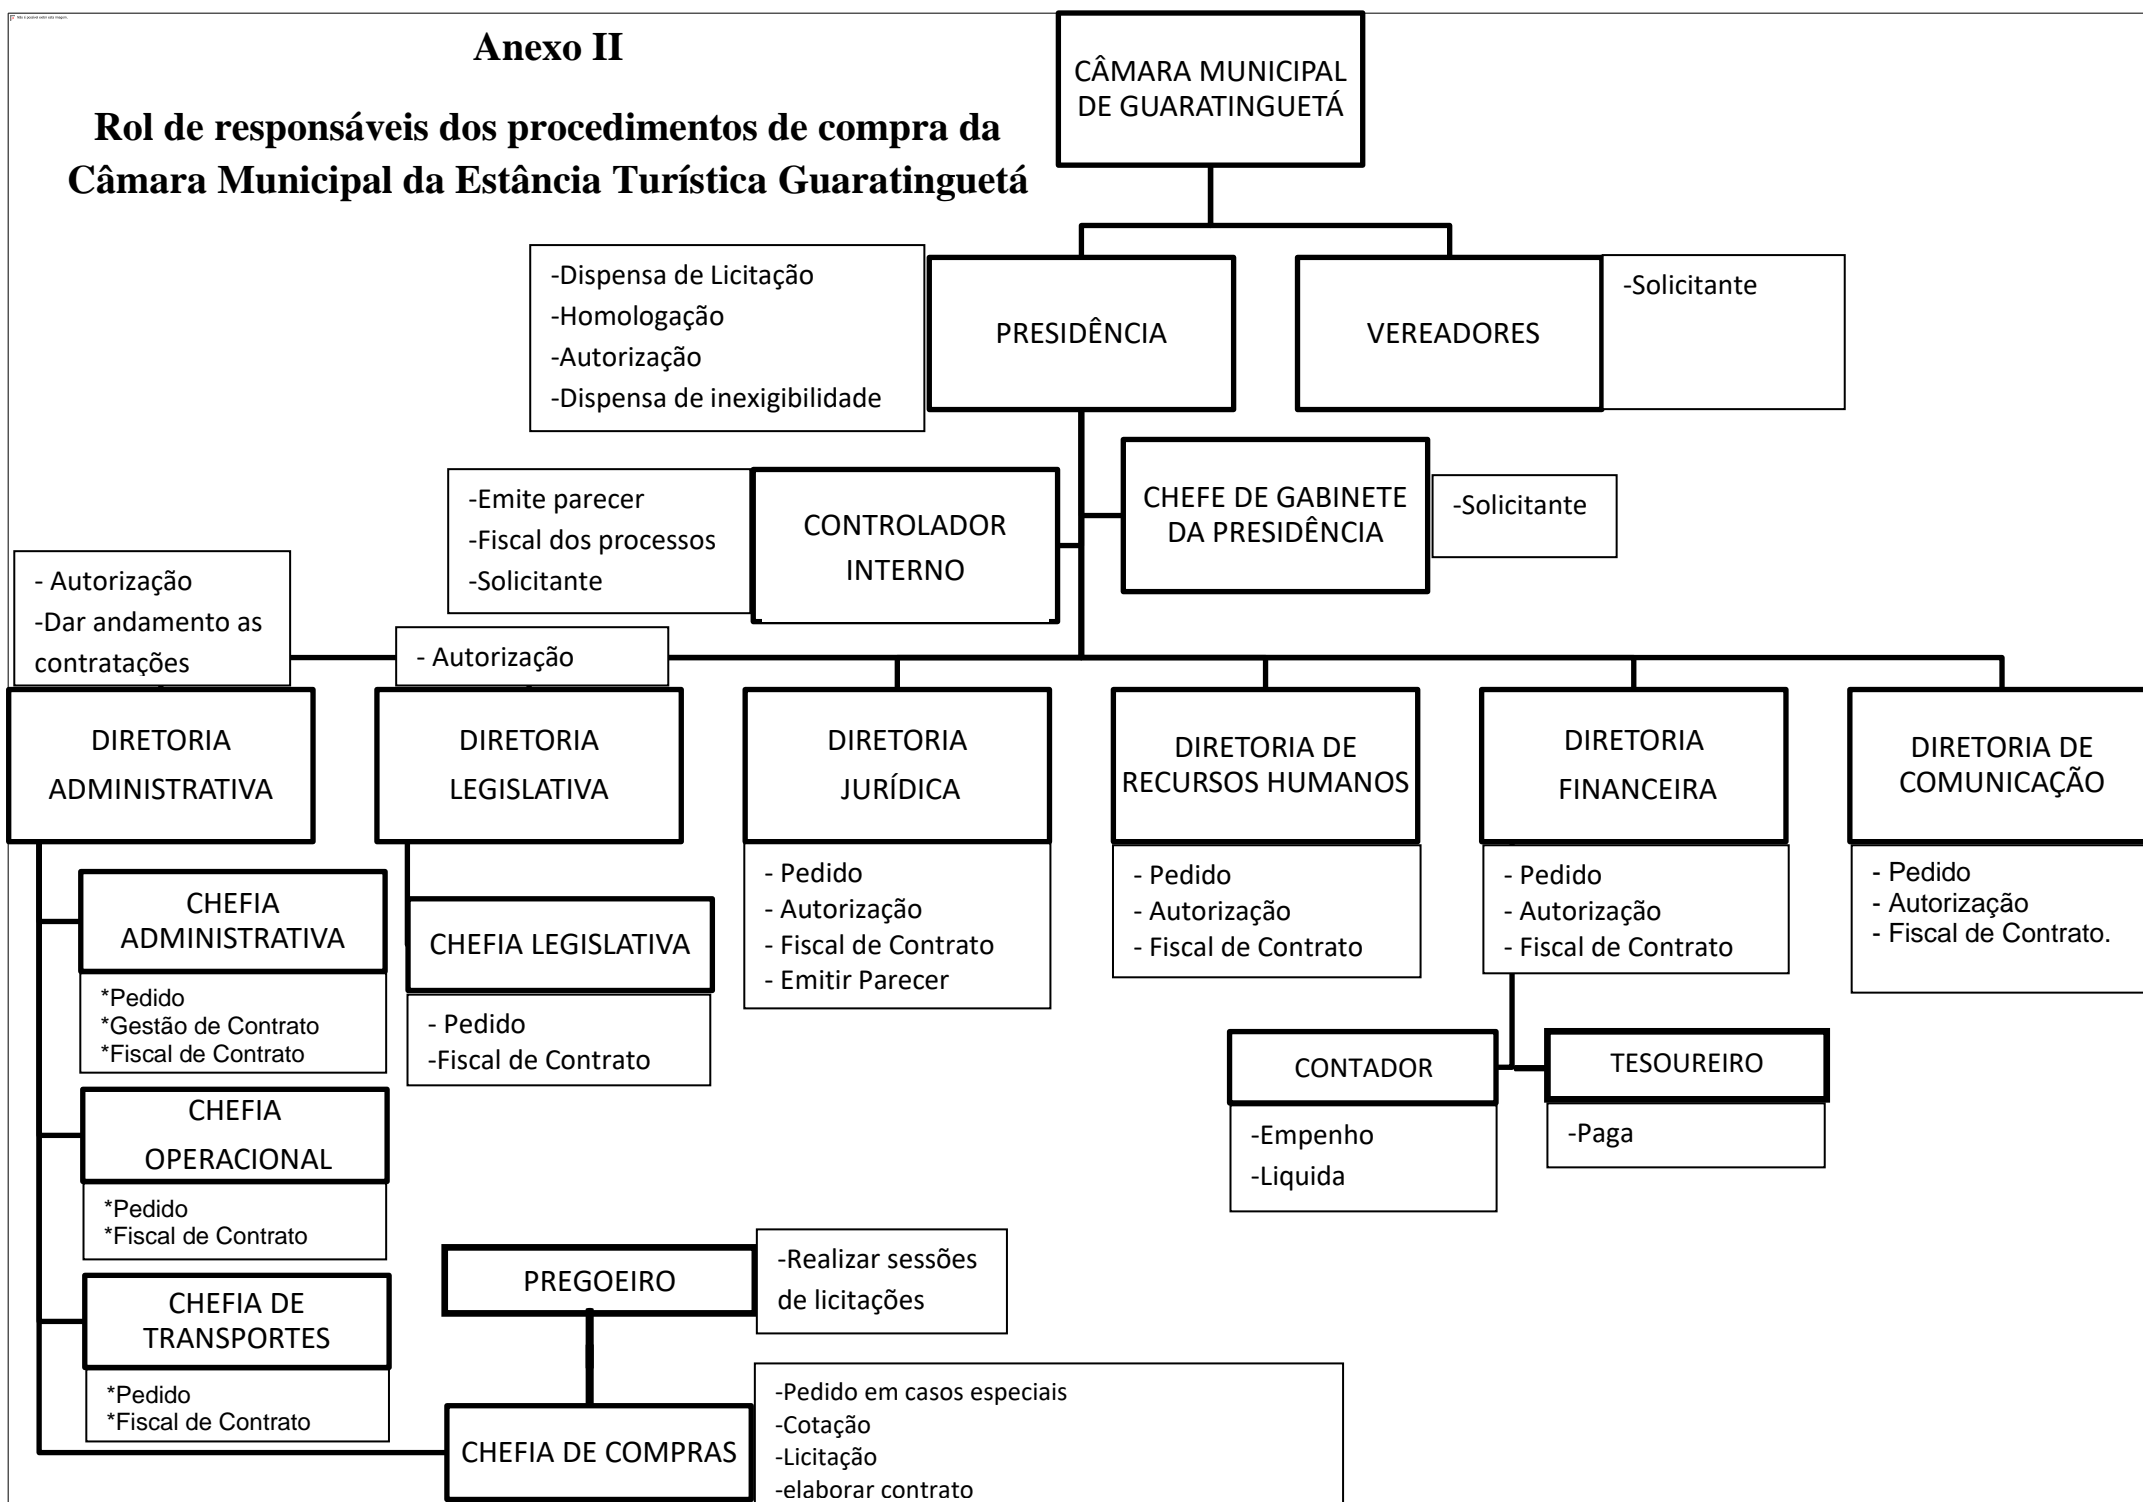 Não é possível exibir esta imagem.
Anexo II
Rol de responsáveis dos procedimentos de compra da
Câmara Municipal da Estância Turística Guaratinguetá
CÂMARA MUNICIPAL
DE GUARATINGUETÁ
-Dispensa de Licitação
-Homologação
-Autorização
-Dispensa de inexigibilidade
PRESIDÊNCIA
VEREADORES
-Solicitante
-Emite parecer
-Fiscal dos processos
-Solicitante
CONTROLADOR
INTERNO
CHEFE DE GABINETE
DA PRESIDÊNCIA
-Solicitante
- Autorização
-Dar andamento as
contratações
- Autorização
DIRETORIA
ADMINISTRATIVA
DIRETORIA
LEGISLATIVA
DIRETORIA
JURÍDICA
DIRETORIA DE
RECURSOS HUMANOS
DIRETORIA
FINANCEIRA
DIRETORIA DE
COMUNICAÇÃO
CHEFIA
ADMINISTRATIVA
*Pedido
*Gestão de Contrato
*Fiscal de Contrato
CHEFIA LEGISLATIVA
- Pedido
-Fiscal de Contrato
- Pedido
- Autorização
- Fiscal de Contrato
- Emitir Parecer
- Pedido
- Autorização
- Fiscal de Contrato
- Pedido
- Autorização
- Fiscal de Contrato
- Pedido
- Autorização
- Fiscal de Contrato.
CONTADOR
-Empenho
-Liquida
TESOUREIRO
-Paga
CHEFIA
OPERACIONAL
*Pedido
*Fiscal de Contrato
CHEFIA DE
TRANSPORTES
*Pedido
*Fiscal de Contrato
PREGOEIRO
-Realizar sessões
de licitações
CHEFIA DE COMPRAS
-Pedido em casos especiais
-Cotação
-Licitação
-elaborar contrato